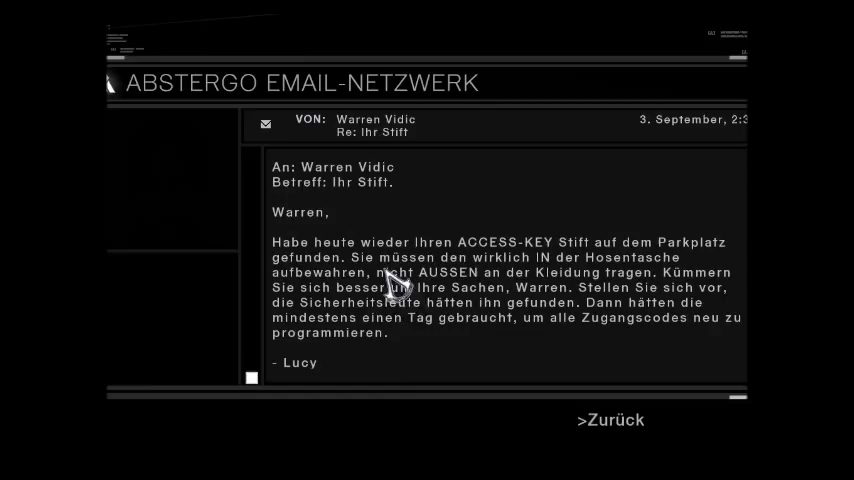 ABSTERGO EMAIL-NETZWERK
VON: Warren Vidic 3. September, 2:3
Re: Ihr Stift
An: Warren Vidic
Betreff: Ihr Stift.
Warren,
Habe heute wieder Ihren ACCESS-KEY Stift auf dem Parkplatz
gefunden. Sie müssen den wirklich IN der Hosentasche
aufbewahren, nicht AUSSEN an der Kleidung tragen. Kümmern
Sie sich besser um Ihre Sachen, Warren. Stellen Sie sich vor,
die Sicherheitsleute hätten ihn gefunden. Dann hätten die
mindestens einen Tag gebraucht, um alle Zugangscodes neu zu
programmieren.
- Lucy
>Zurück